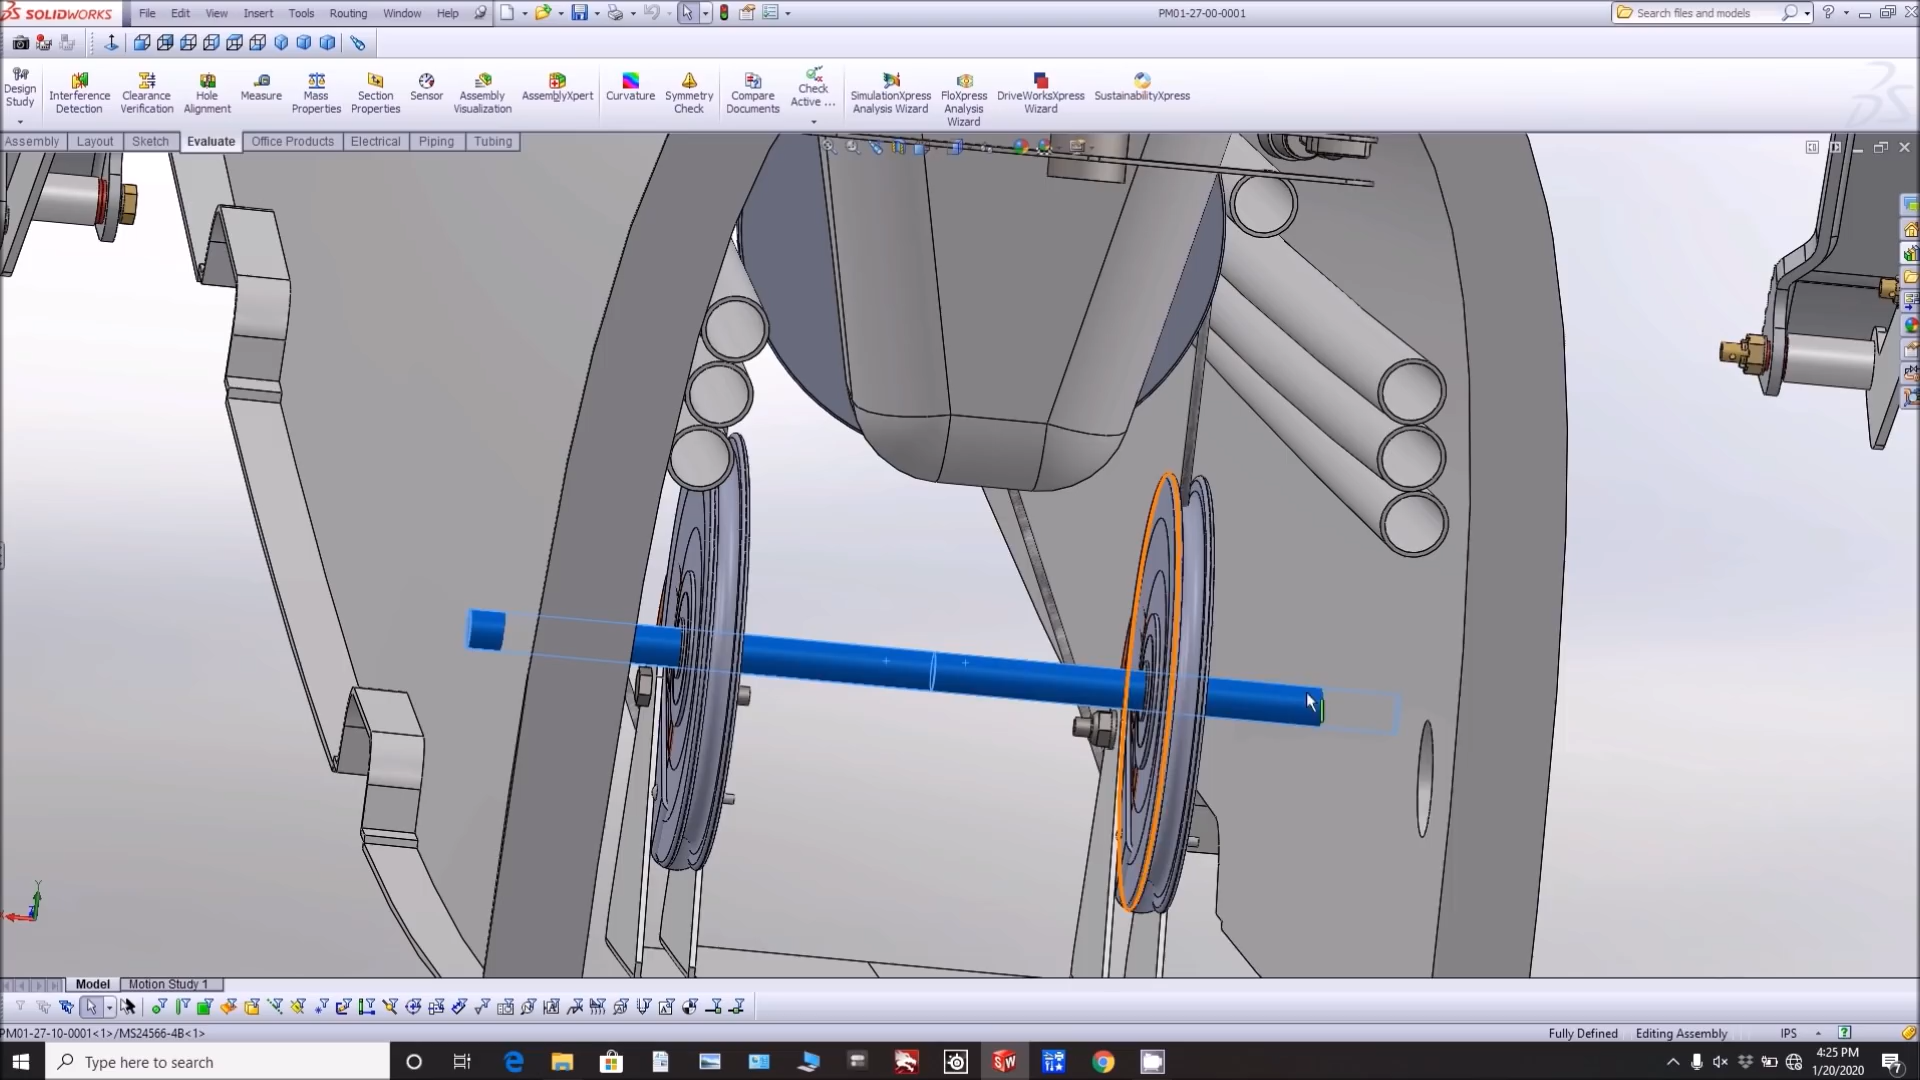 SOLIDWORKS File Edit View Insert Tools Routing Window Help PM01-27-00-0001 Search files and models
Design Study
Interference Detection
Clearance Verification
Hole Alignment
Measure
Mass Properties
Section Properties
Sensor
Assembly Visualization
AssemblyXpert
Curvature
Symmetry Check
Compare Documents
Check Active ...
SimulationXpress Analysis Wizard
FloXpress Analysis Wizard
DriveWorksXpress Wizard
SustainabilityXpress
Assembly Layout Sketch Evaluate Office Products Electrical Piping Tubing
Model Motion Study 1
PM01-27-10-0001<1>/MS24566-4B<1> Fully Defined Editing Assembly IPS
Type here to search
4:25 PM
1/20/2020